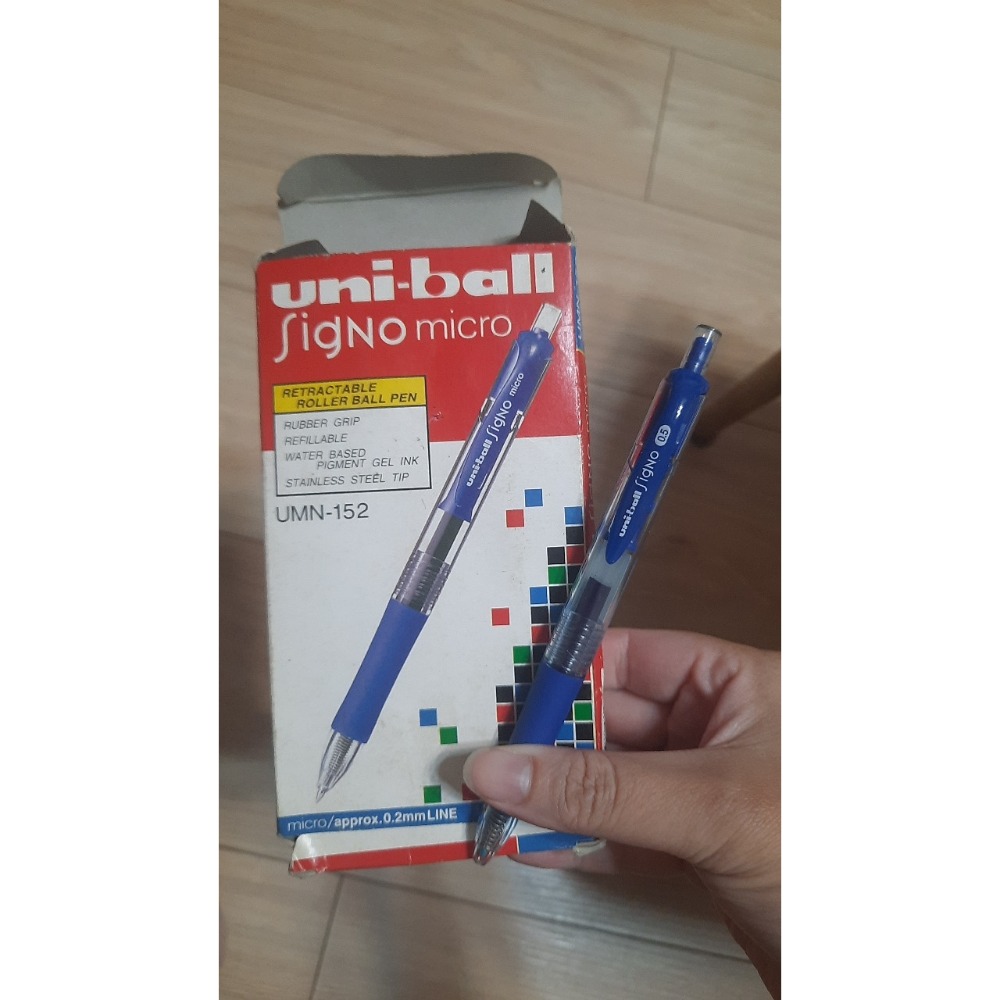 uni-ball
SigNo micro
RETRACTABLE
ROLLER BALL PEN
RUBBER GRIP
REFILLABLE
WATER BASED
PIGMENT GEL INK
STAINLESS STEEL TIP
UMN-152
uni-ball SigNo micro
uni-ball SigNo 0.5
micro/approx.0.2mm LINE